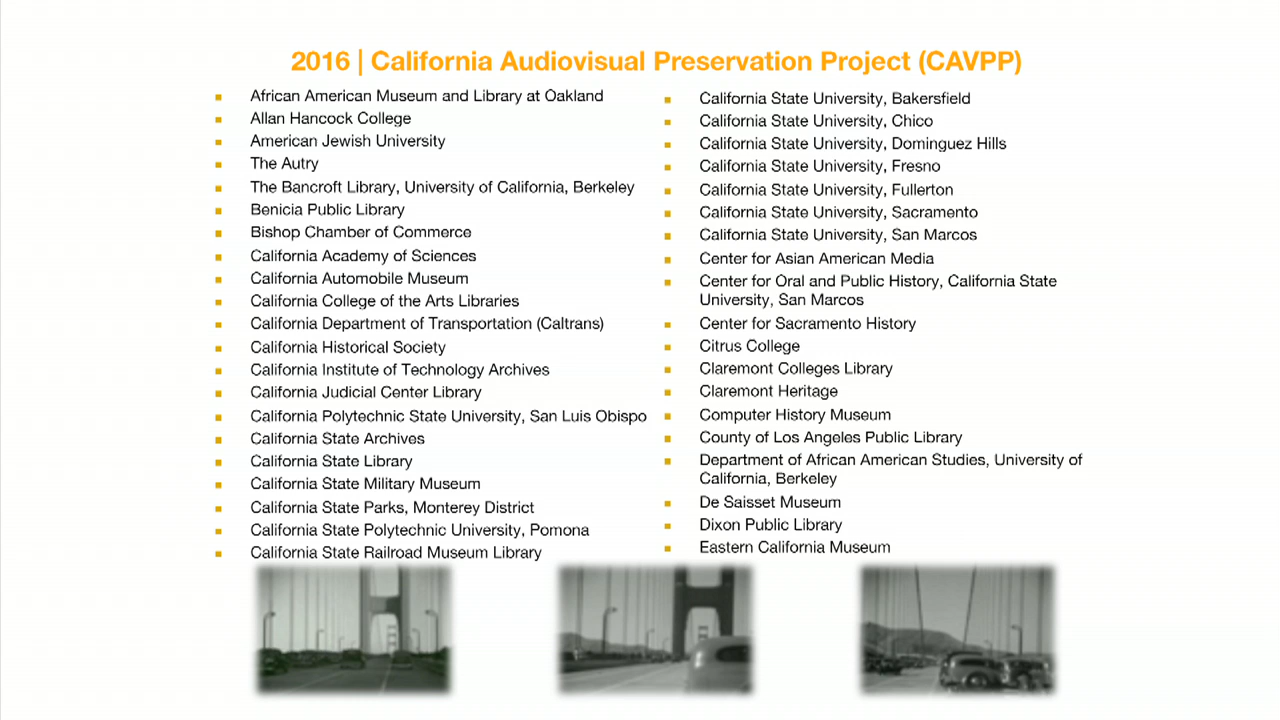 2016 | California Audiovisual Preservation Project (CAVPP)
African American Museum and Library at Oakland
Allan Hancock College
American Jewish University
The Autry
The Bancroft Library, University of California, Berkeley
Benicia Public Library
Bishop Chamber of Commerce
California Academy of Sciences
California Automobile Museum
California College of the Arts Libraries
California Department of Transportation (Caltrans)
California Historical Society
California Institute of Technology Archives
California Judicial Center Library
California Polytechnic State University, San Luis Obispo
California State Archives
California State Library
California State Military Museum
California State Parks, Monterey District
California State Polytechnic University, Pomona
California State Railroad Museum Library
California State University, Bakersfield
California State University, Chico
California State University, Dominguez Hills
California State University, Fresno
California State University, Fullerton
California State University, Sacramento
California State University, San Marcos
Center for Asian American Media
Center for Oral and Public History, California State
University, San Marcos
Center for Sacramento History
Citrus College
Claremont Colleges Library
Claremont Heritage
Computer History Museum
County of Los Angeles Public Library
Department of African American Studies, University of
California, Berkeley
De Saisset Museum
Dixon Public Library
Eastern California Museum